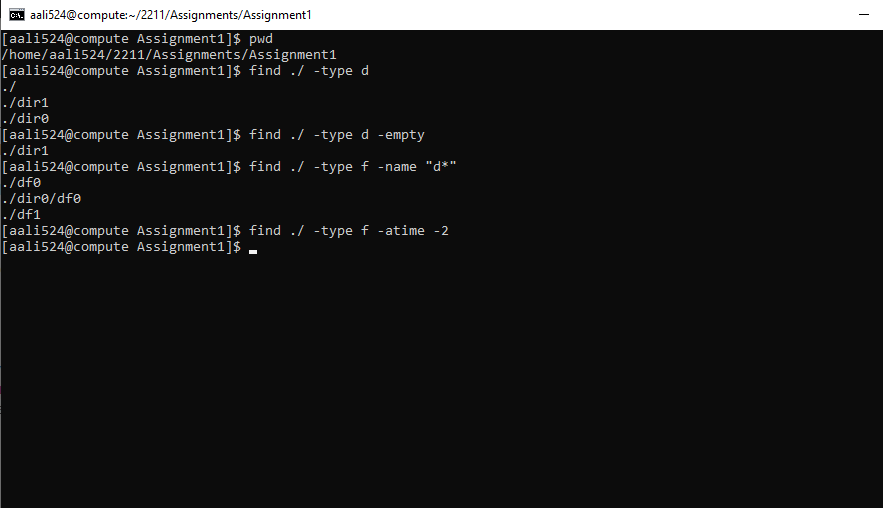 aali524@compute:~/2211/Assignments/Assignment1
[aali524@compute Assignment1]$ pwd
/home/aali524/2211/Assignments/Assignment1
[aali524@compute Assignment1]$ find ./ -type d
./
./dir1
./dir0
[aali524@compute Assignment1]$ find ./ -type d -empty
./dir1
[aali524@compute Assignment1]$ find ./ -type f -name "d*"
./df0
./dir0/df0
./df1
[aali524@compute Assignment1]$ find ./ -type f -atime -2
[aali524@compute Assignment1]$